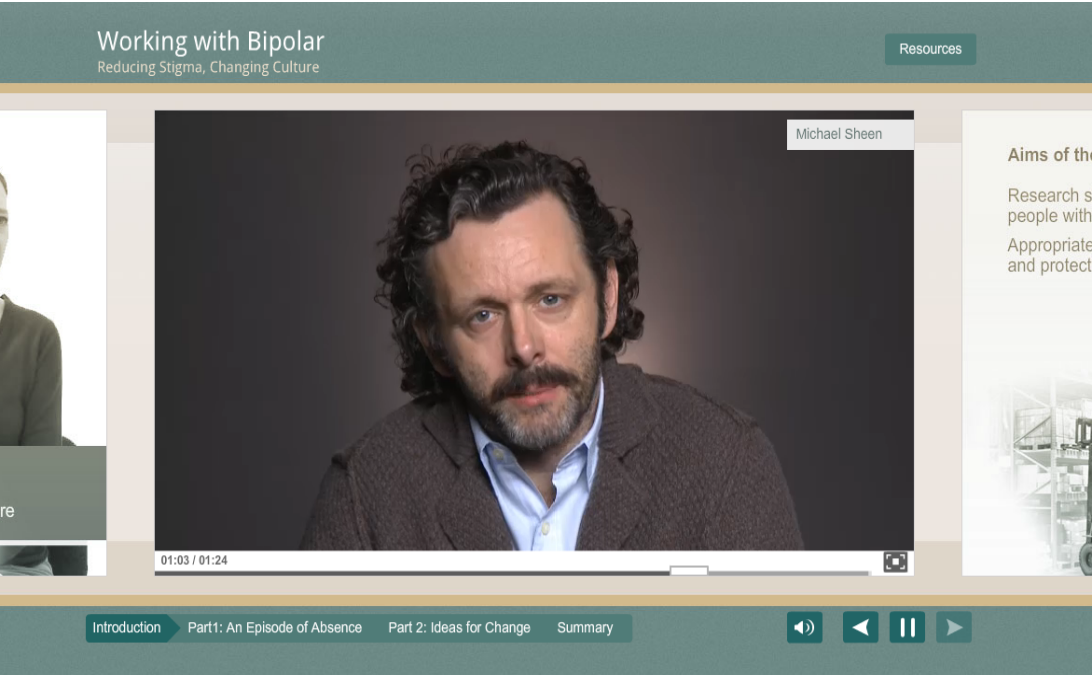 Working with Bipolar
Reducing Stigma, Changing Culture
Resources
Michael Sheen
re
Aims of the
Research s
people with
Appropriate
and protect
01:03 / 01:24
Introduction
Part1: An Episode of Absence
Part 2: Ideas for Change
Summary